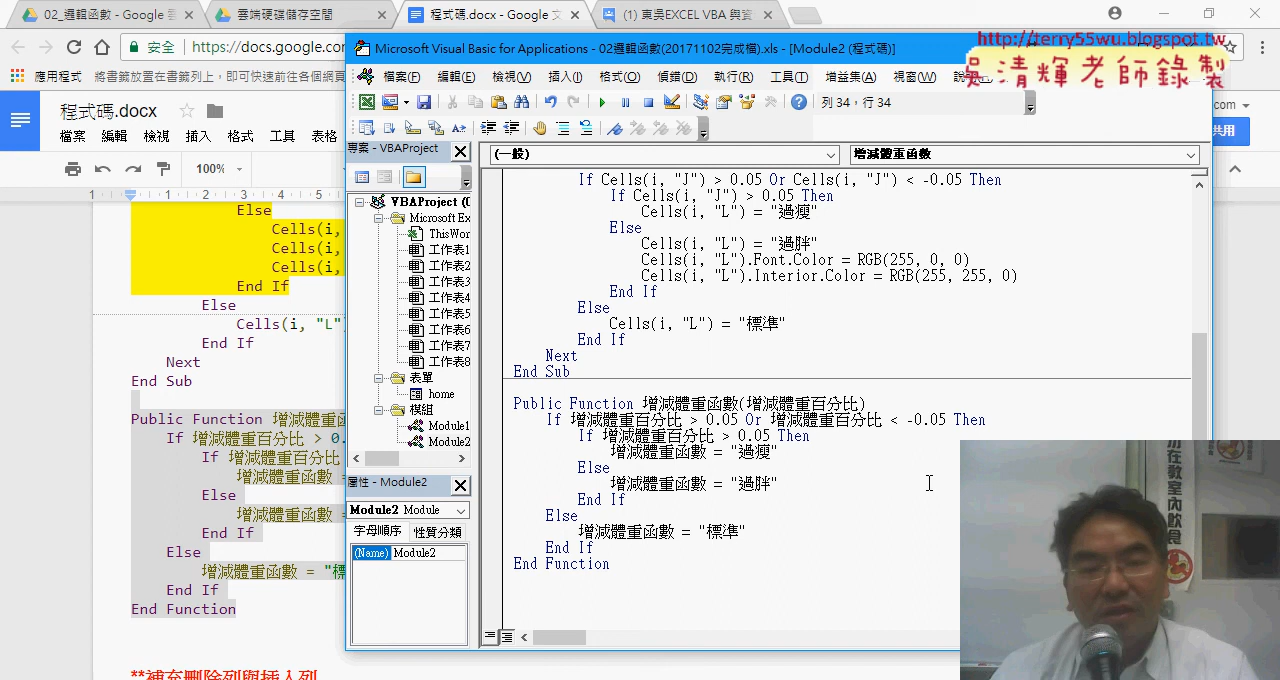 02_邏輯函數 - Google 雲
雲端硬碟儲存空間
程式碼.docx - Google 文
(1) 東吳EXCEL VBA 與資
安全
https://docs.google.com
http://terry55wu.blogspot.tw
吳清輝老師錄製
應用程式
將書籤放置在書籤列上，即可快速前往各個網頁
程式碼.docx
檔案 編輯 檢視 插入 格式 工具 表格
共用
100%
1 1 2 3 4 5
Else
Cells(i,
Cells(i,
Cells(i,
End If
Else
Cells(i, "L")
End If
Next
End Sub
Public Function 增減體重函
If 增減體重百分比 > 0.
If 增減體重百分比
增減體重函數 =
Else
增減體重函數 =
End If
Else
增減體重函數 = "標
End If
End Function
**補充刪除列與插入列
Microsoft Visual Basic for Applications - 02邏輯函數(20171102完成檔).xls - [Module2 (程式碼)]
檔案(F) 編輯(E) 檢視(V) 插入(I) 格式(O) 偵錯(D) 執行(R) 工具(T) 增益集(A) 視窗(W)
列 34，行 34
專案 - VBAProject
VBAProject (
Microsoft Ex
ThisWor
工作表1
工作表2
工作表3
工作表4
工作表5
工作表6
工作表7
工作表8
表單
home
模組
Module1
Module2
屬性 - Module2
Module2 Module
字母順序 性質分類
(Name) Module2
(一般)
增減體重函數
If Cells(i, "J") > 0.05 Or Cells(i, "J") < -0.05 Then
If Cells(i, "J") > 0.05 Then
Cells(i, "L") = "過瘦"
Else
Cells(i, "L") = "過胖"
Cells(i, "L").Font.Color = RGB(255, 0, 0)
Cells(i, "L").Interior.Color = RGB(255, 255, 0)
End If
Else
Cells(i, "L") = "標準"
End If
Next
End Sub
Public Function 增減體重函數(增減體重百分比)
If 增減體重百分比 > 0.05 Or 增減體重百分比 < -0.05 Then
If 增減體重百分比 > 0.05 Then
增減體重函數 = "過瘦"
Else
增減體重函數 = "過胖"
End If
Else
增減體重函數 = "標準"
End If
End Function
勿在教室內飲食